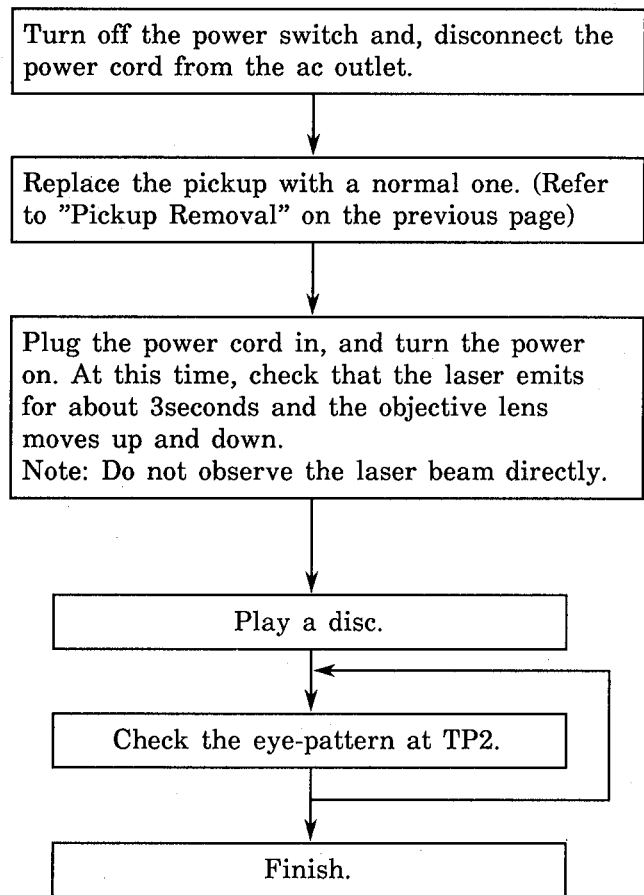 Turn off the power switch and, disconnect the
power cord from the ac outlet.
Replace the pickup with a normal one. (Refer
to ”Pickup Removal” on the previous page)
Plug the power cord in, and turn the power
on. At this time, check that the laser emits
for about 3seconds and the objective lens
moves up and down.
Note: Do not observe the laser beam directly.
Play a disc.
Check the eye-pattern at TP2.
Finish.